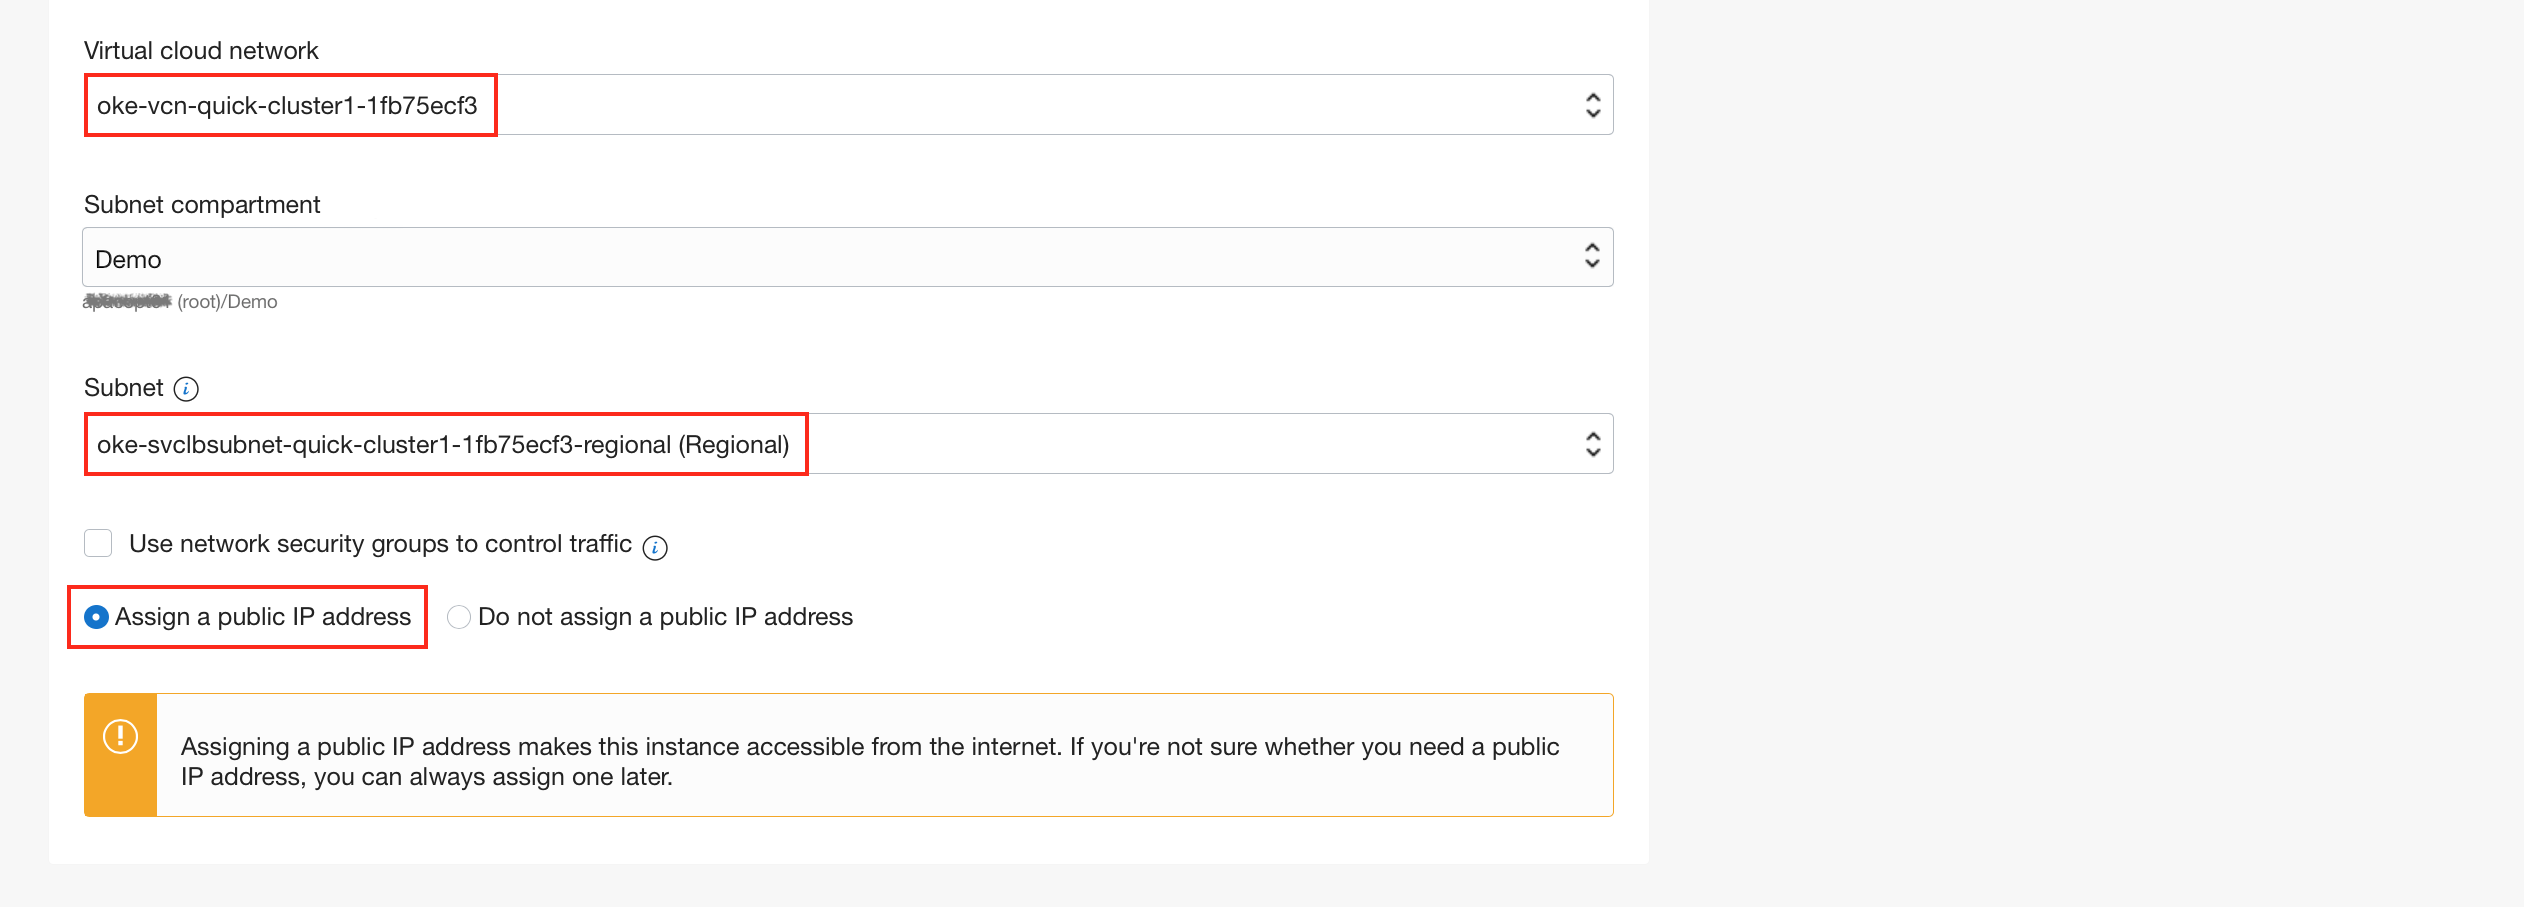 Virtual cloud network
oke-vcn-quick-cluster1-1fb75ecf3
Subnet compartment
Demo
(root)/Demo
Subnet
oke-svclbsubnet-quick-cluster1-1fb75ecf3-regional (Regional)
Use network security groups to control traffic
Assign a public IP address Do not assign a public IP address
Assigning a public IP address makes this instance accessible from the internet. If you're not sure whether you need a public
IP address, you can always assign one later.